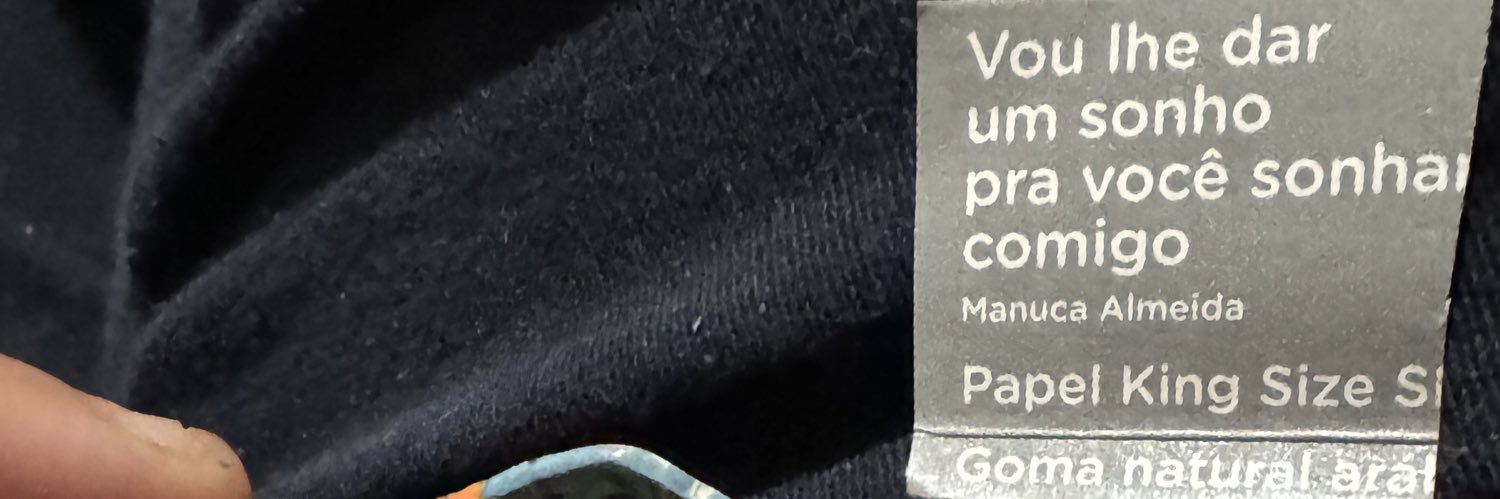 Vou lhe dar
um sonho
pra você sonhar
comigo
Manuca Almeida
Papel King Size
Goma natural